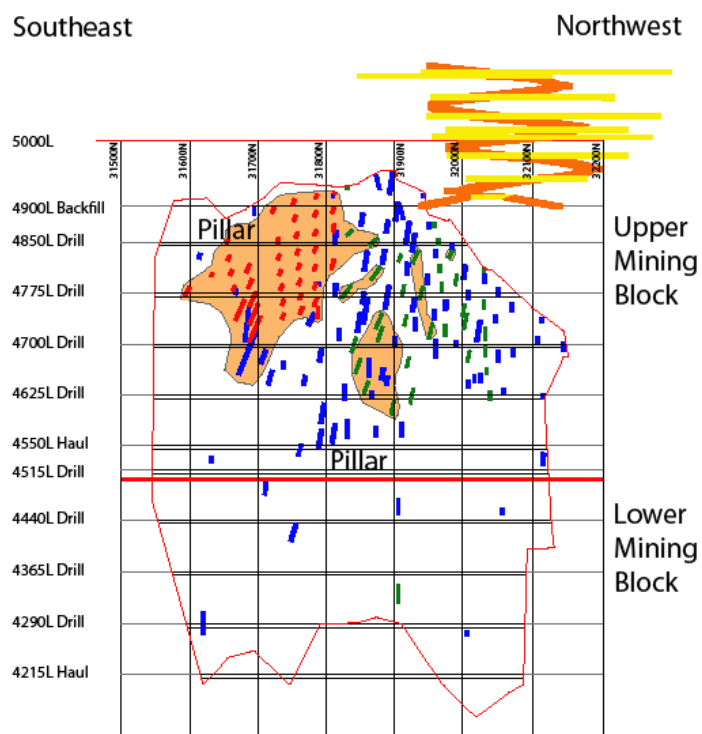 Southeast
Northwest
5000L
31500N
31600N
31700N
31800N
31900N
32000N
32100N
32200N
4900L Backfill
Pillar
4850L Drill
Upper
Mining
Block
4775L Drill
4700L Drill
4625L Drill
4550L Haul
Pillar
4515L Drill
4440L Drill
Lower
Mining
Block
4365L Drill
4290L Drill
4215L Haul